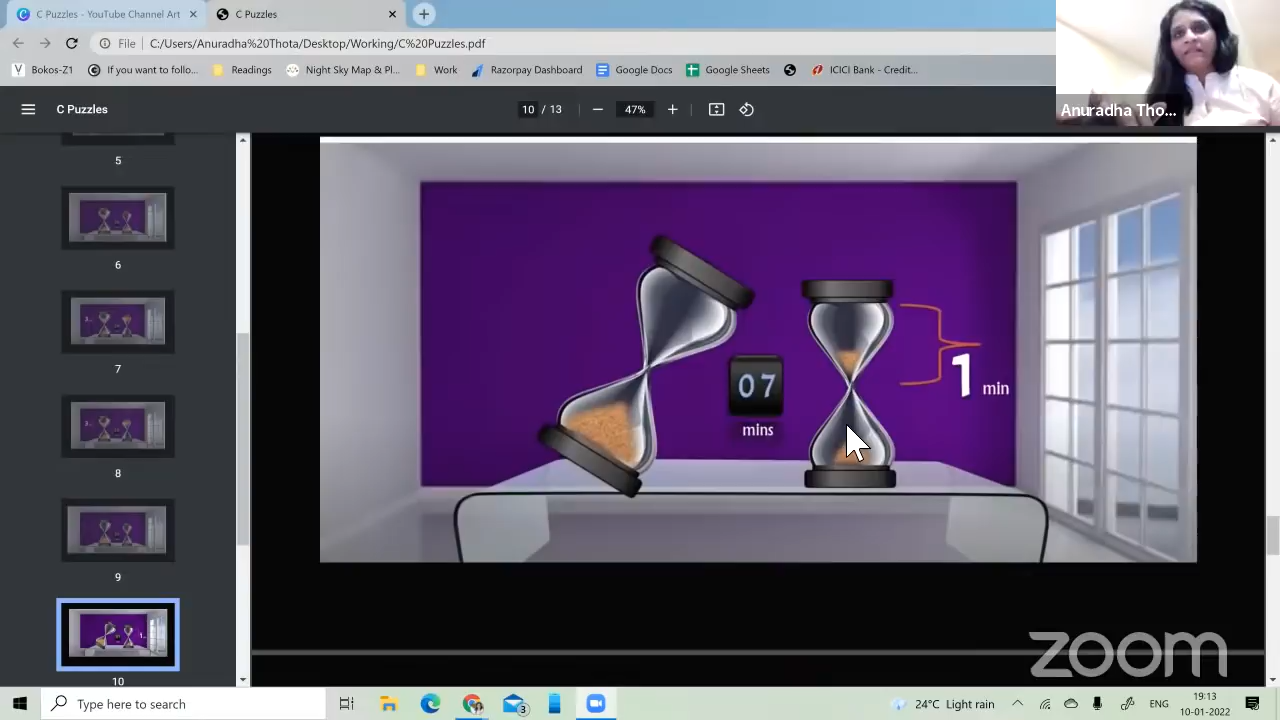 C Puzzles - YouTube Channel Art
C Puzzles
File
C:/Users/Anuradha%20Thota/Desktop/Working/C%20Puzzles.pdf
Bokos-Z1
If you want to follo...
Readings
Night Sky Map & Pl...
Work
Razorpay Dashboard
Google Docs
Google Sheets
ICICI Bank - Credit...
Anuradha Tho...
C Puzzles
10 / 13
47%
5
6
7
8
9
10
07
mins
1 min
zoom
Type here to search
3
24°C Light rain
ENG
19:13
10-01-2022